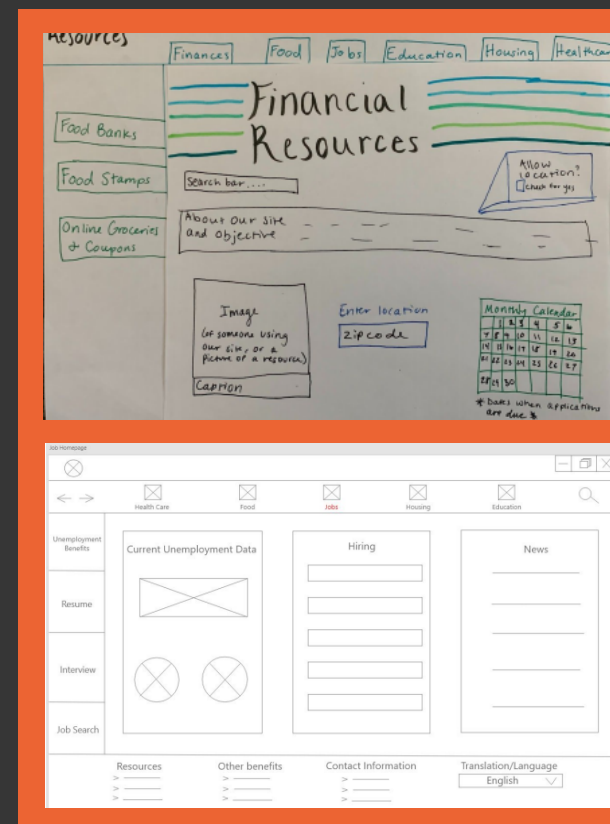 Resources
Finances Food Jobs Education Housing Healthcar
Financial
Resources
Food Banks
Food Stamps
Online Groceries
& Coupons
Search bar....
Allow
location?
check for yes
About Our Site
and Objective
Image
(of someone using
our site, or a
picture of a resource)
Caption
Enter location
zipcode
Monthly Calendar
1 2 3 4 5 6
7 8 9 10 11 12 13
14 15 16 17 18 19 20
21 22 23 24 25 26 27
28 29 30
* Dates when applications
are due *
Job Homepage
Health Care Food Jobs Housing Education
Unemployment
Benefits
Resume
Interview
Job Search
Current Unemployment Data
Hiring
News
Resources
>
>
>
Other benefits
>
>
>
Contact Information
>
>
>
Translation/Language
English